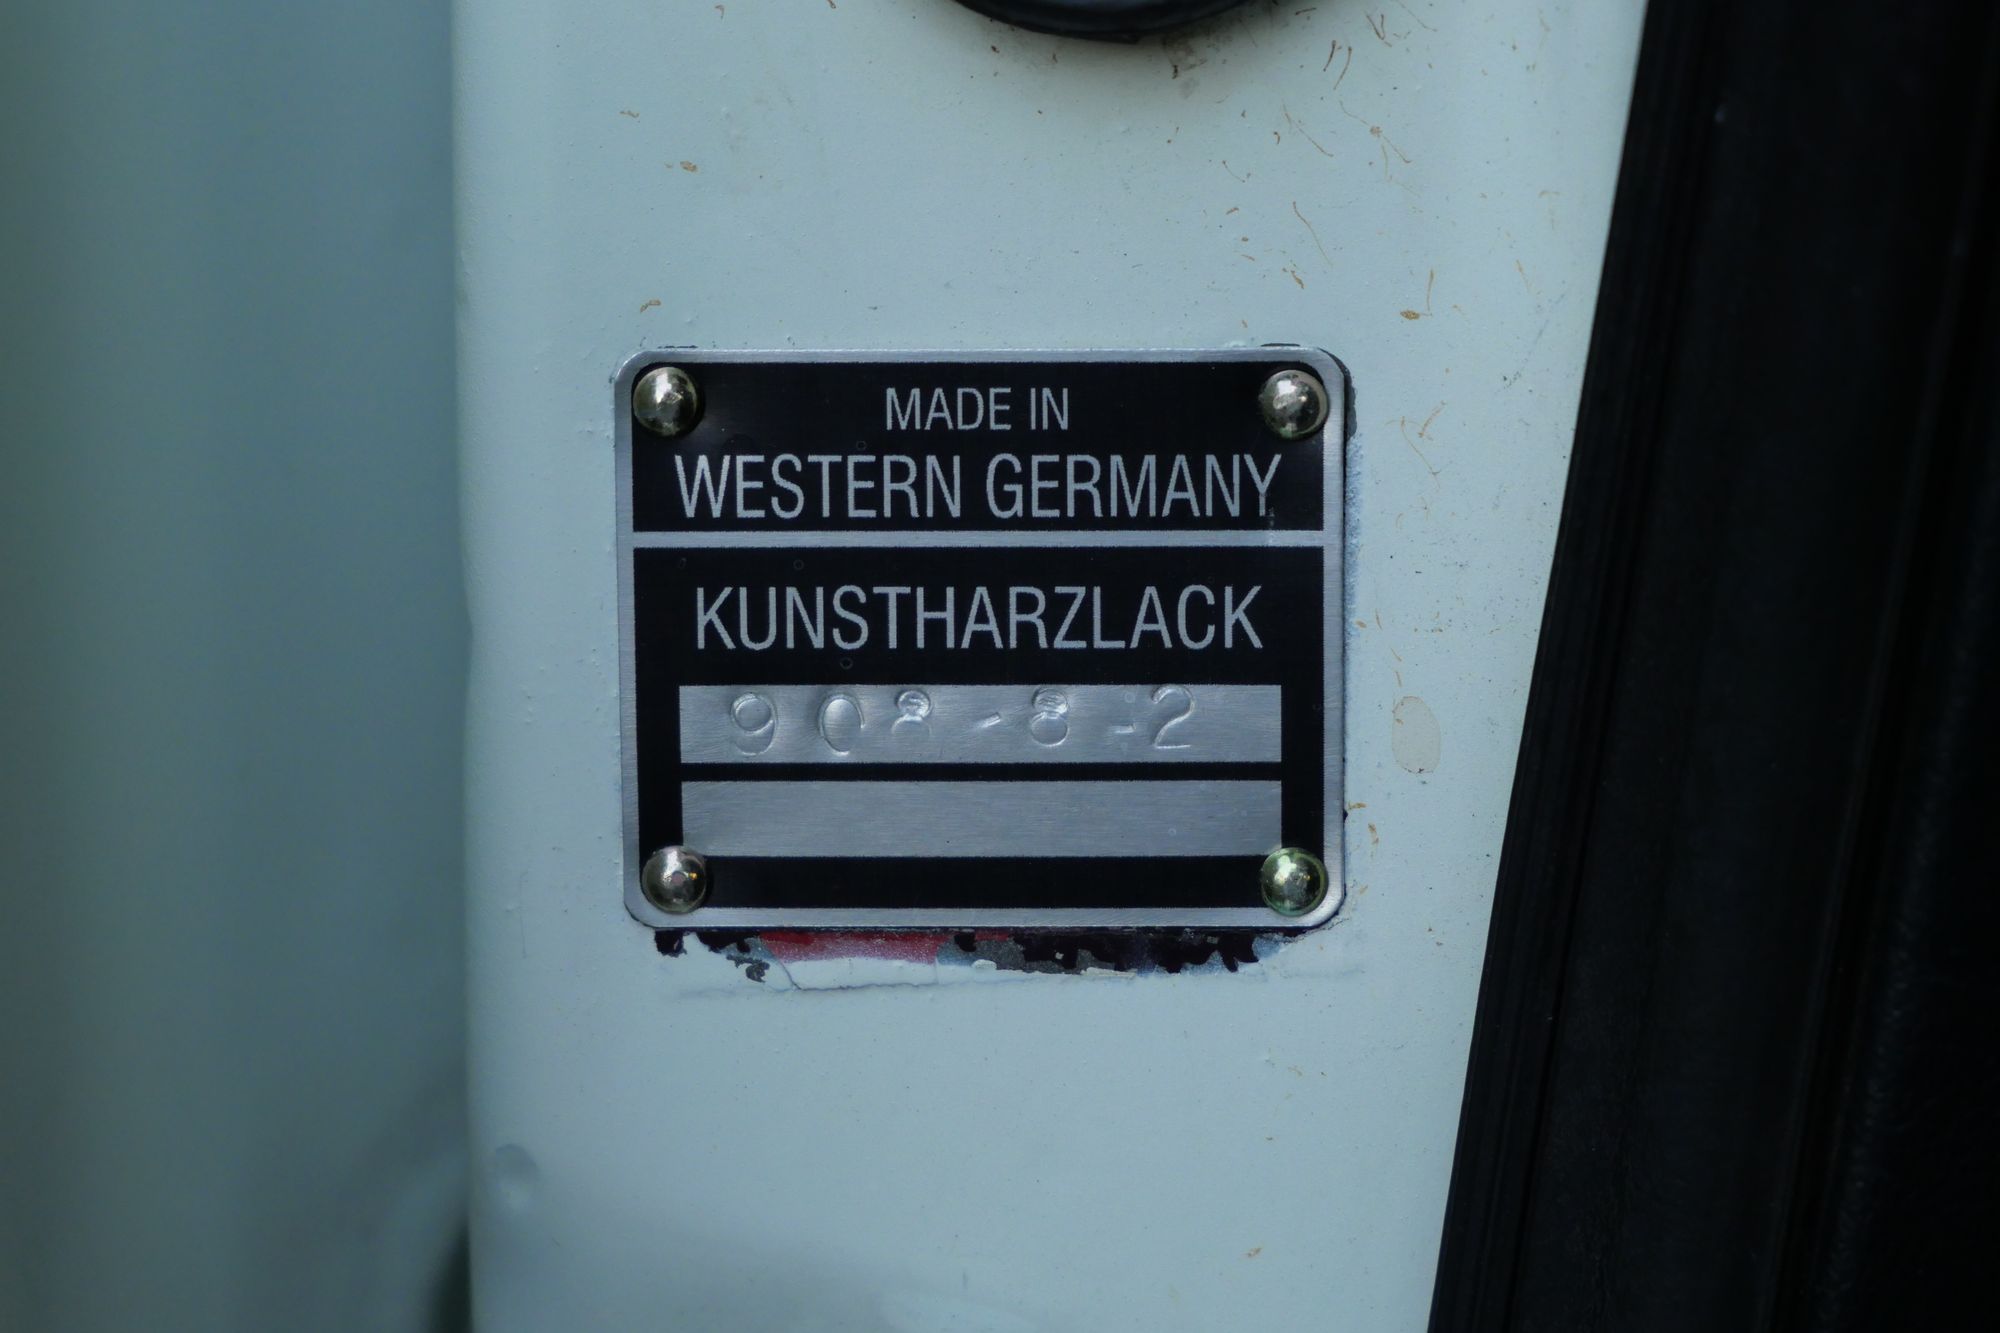 MADE IN
WESTERN GERMANY
KUNSTHARZLACK
908-8-2